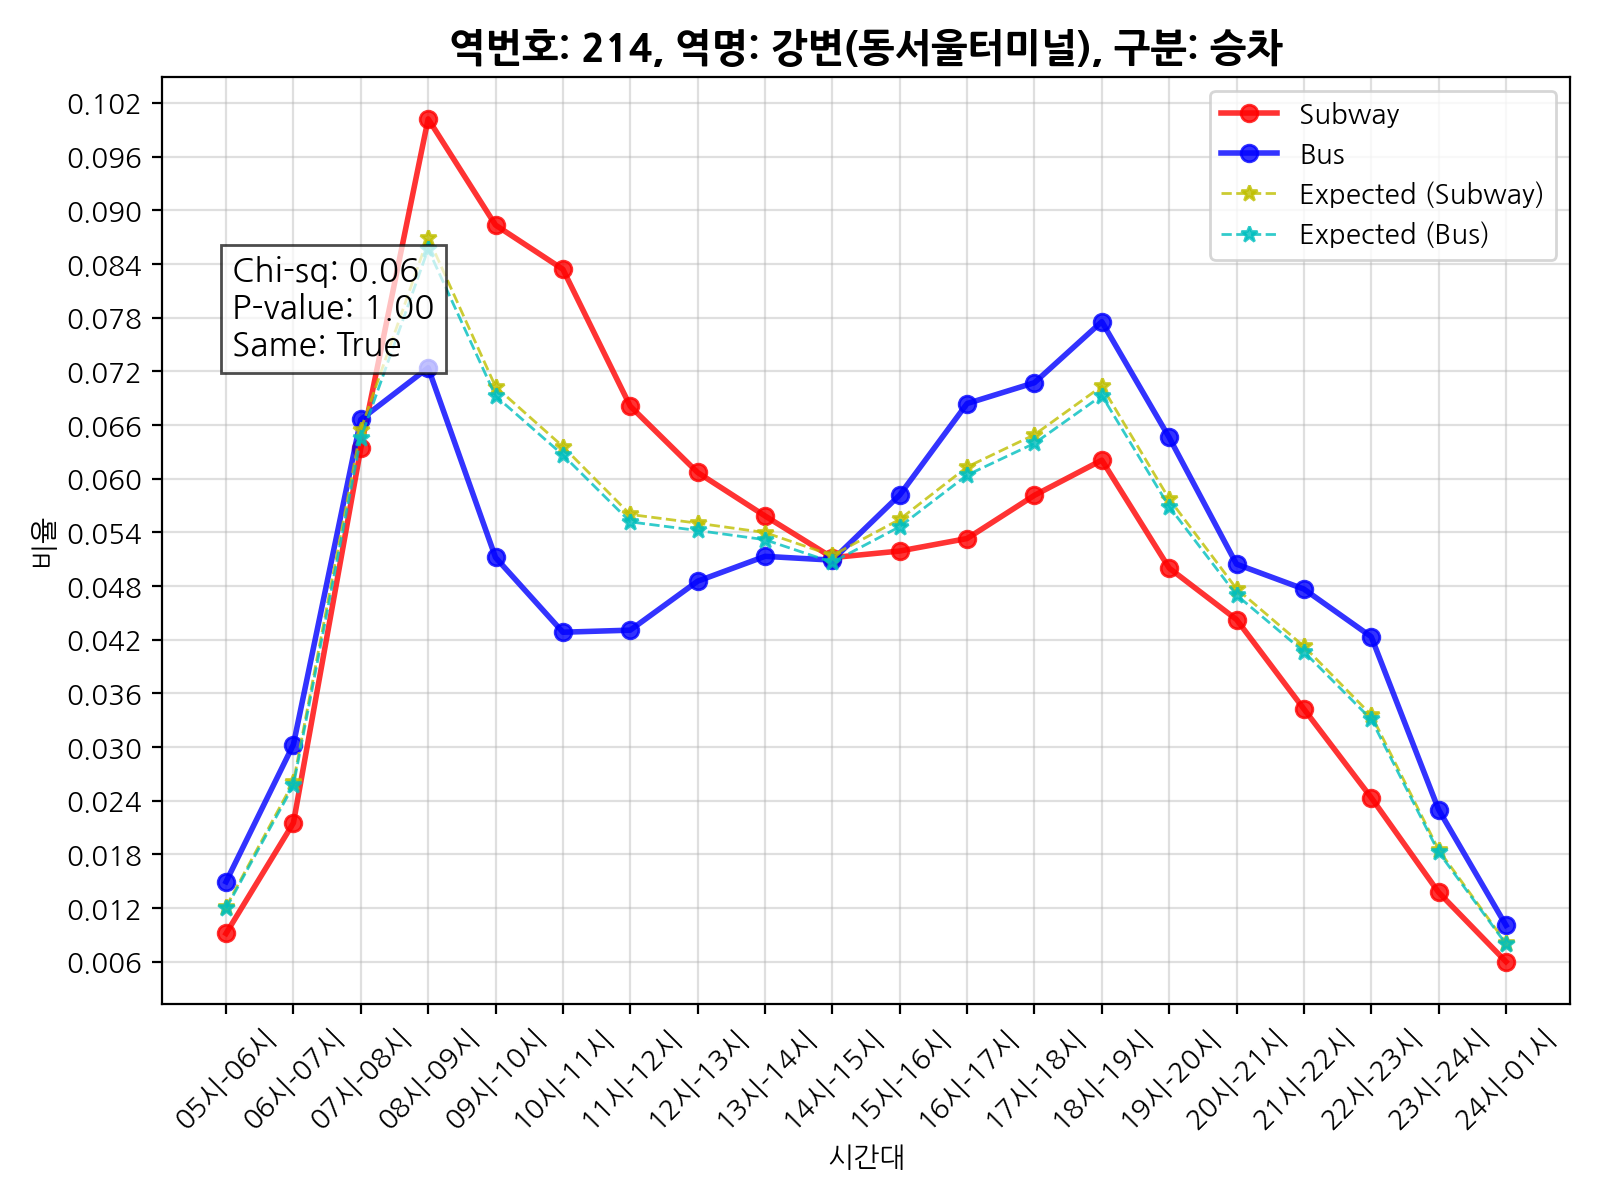 역번호: 214, 역명: 강변(동서울터미널), 구분: 승차
Subway
Bus
Expected (Subway)
Expected (Bus)
Chi-sq: 0.06
P-value: 1.00
Same: True
비율
0.102
0.096
0.090
0.084
0.078
0.072
0.066
0.060
0.054
0.048
0.042
0.036
0.030
0.024
0.018
0.012
0.006
05시-06시
06시-07시
07시-08시
08시-09시
09시-10시
10시-11시
11시-12시
12시-13시
13시-14시
14시-15시
15시-16시
16시-17시
17시-18시
18시-19시
19시-20시
20시-21시
21시-22시
22시-23시
23시-24시
24시-01시
시간대